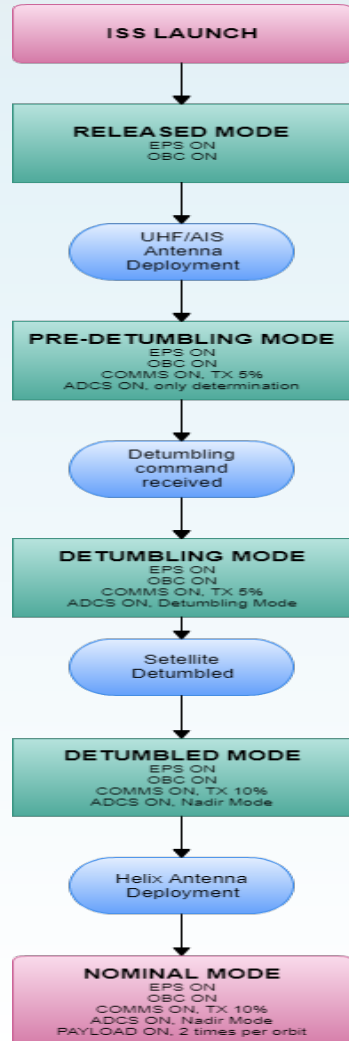 ISS LAUNCH
RELEASED MODE
EPS ON
OBC ON
UHF/AIS
Antenna
Deployment
PRE-DETUMBLING MODE
EPS ON
OBC ON
COMMS ON, TX 5%
ADCS ON, only determination
Detumbling
command
received
DETUMBLING MODE
EPS ON
OBC ON
COMMS ON, TX 5%
ADCS ON, Detumbling Mode
Setellite
Detumbled
DETUMBLED MODE
EPS ON
OBC ON
COMMS ON, TX 10%
ADCS ON, Nadir Mode
Helix Antenna
Deployment
NOMINAL MODE
EPS ON
OBC ON
COMMS ON, TX 10%
ADCS ON, Nadir Mode
PAYLOAD ON, 2 times per orbit